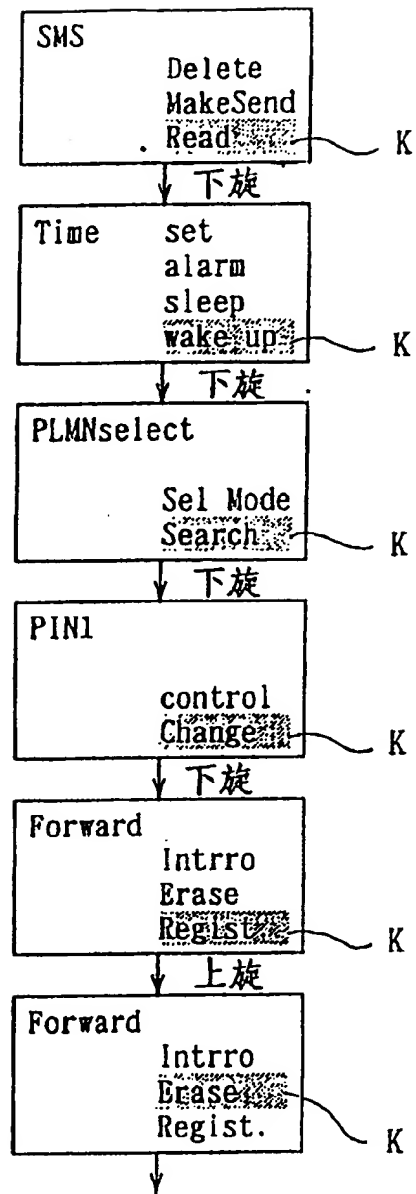 SMS
Delete
MakeSend
Read K
下旋
Time set
alarm
sleep
wake up K
下旋
PLMNselect
Sel Mode
Search K
下旋
PIN1
control
Change K
下旋
Forward
Intrro
Erase
Regist. K
上旋
Forward
Intrro
Erase K
Regist.